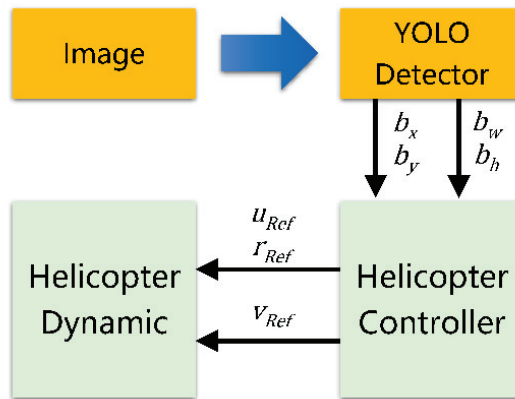 Image
YOLO
Detector
b_x
b_y
b_w
b_h
u_Ref
r_Ref
v_Ref
Helicopter
Dynamic
Helicopter
Controller